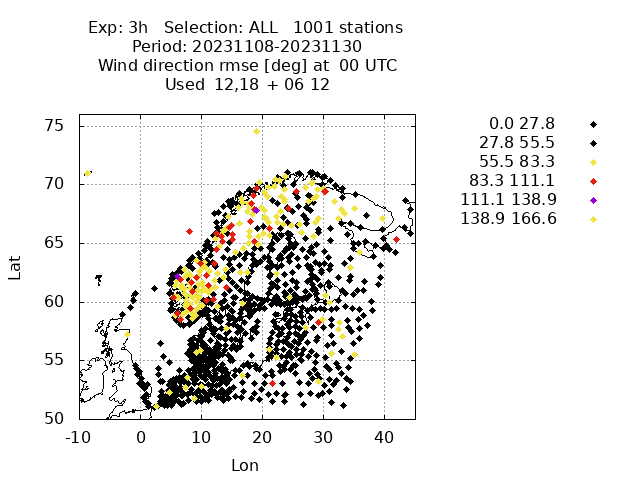 Exp: 3h   Selection: ALL   1001 stations
Period: 20231108-20231130
Wind direction rmse [deg] at  00 UTC
Used  12,18 + 06 12
0.0 27.8
27.8 55.5
55.5 83.3
83.3 111.1
111.1 138.9
138.9 166.6
75
70
65
60
55
50
Lat
-10 0 10 20 30 40
Lon